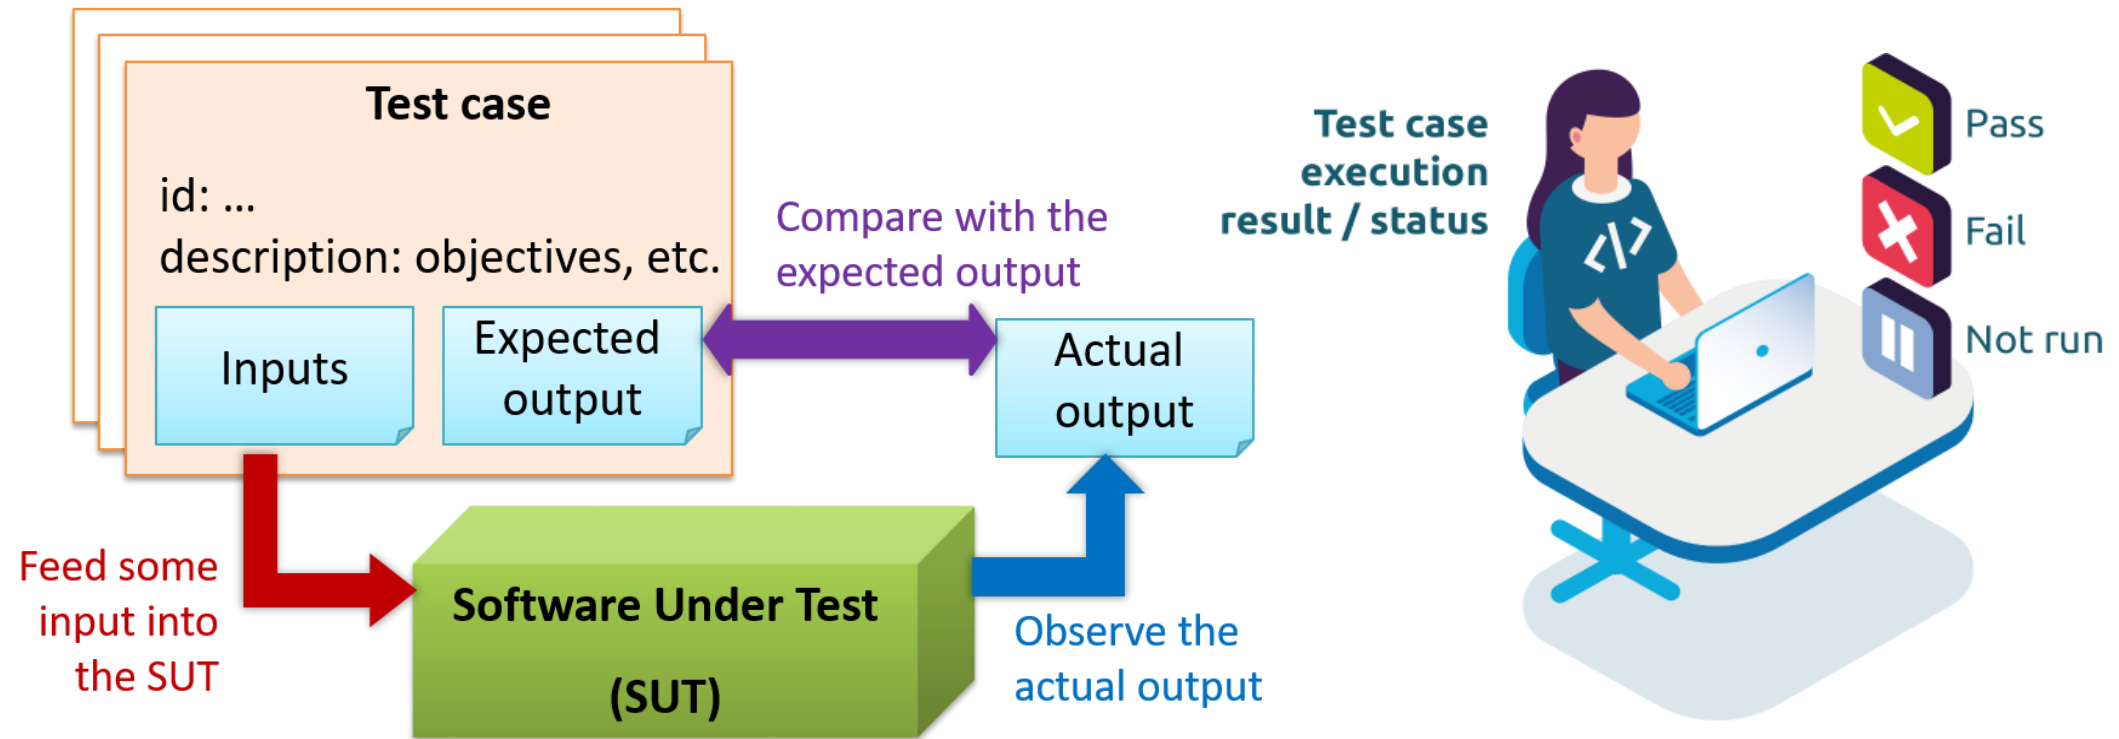 Test case
id: ...
description: objectives, etc.
Inputs
Expected
output
Compare with the
expected output
Actual
output
Feed some
input into
the SUT
Software Under Test
(SUT)
Observe the
actual output
Test case
execution
result / status
</>
Pass
Fail
Not run